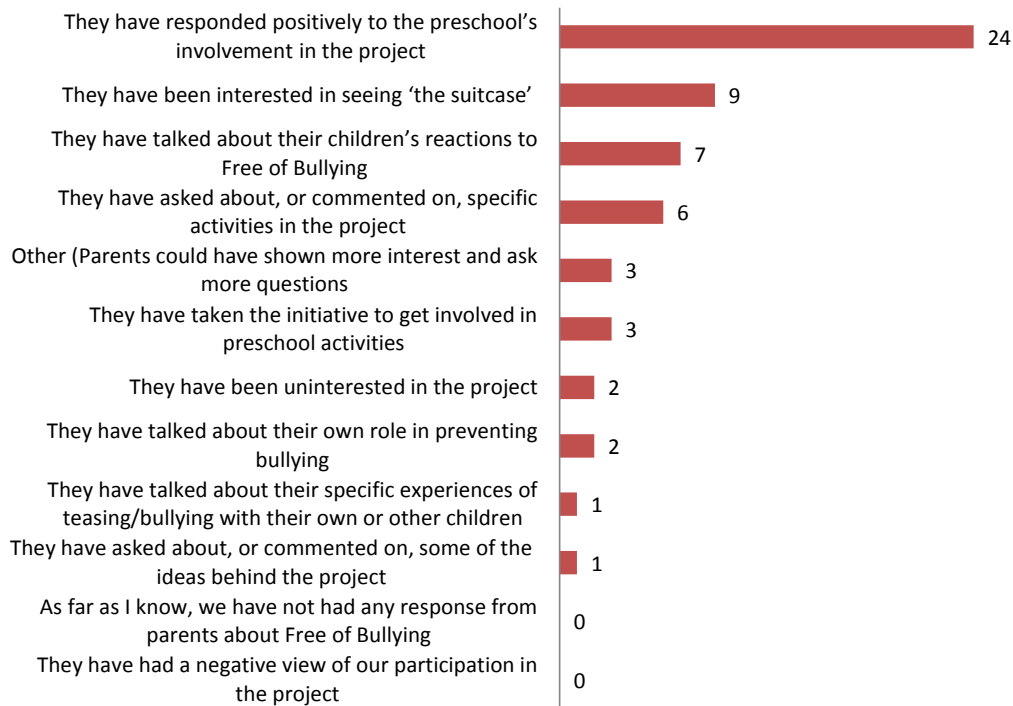 They have responded positively to the preschool’s
involvement in the project
24
They have been interested in seeing ‘the suitcase’
9
They have talked about their children’s reactions to
Free of Bullying
7
They have asked about, or commented on, specific
activities in the project
6
Other (Parents could have shown more interest and ask
more questions
3
They have taken the initiative to get involved in
preschool activities
3
They have been uninterested in the project
2
They have talked about their own role in preventing
bullying
2
They have talked about their specific experiences of
teasing/bullying with their own or other children
1
They have asked about, or commented on, some of the
ideas behind the project
1
As far as I know, we have not had any response from
parents about Free of Bullying
0
They have had a negative view of our participation in
the project
0